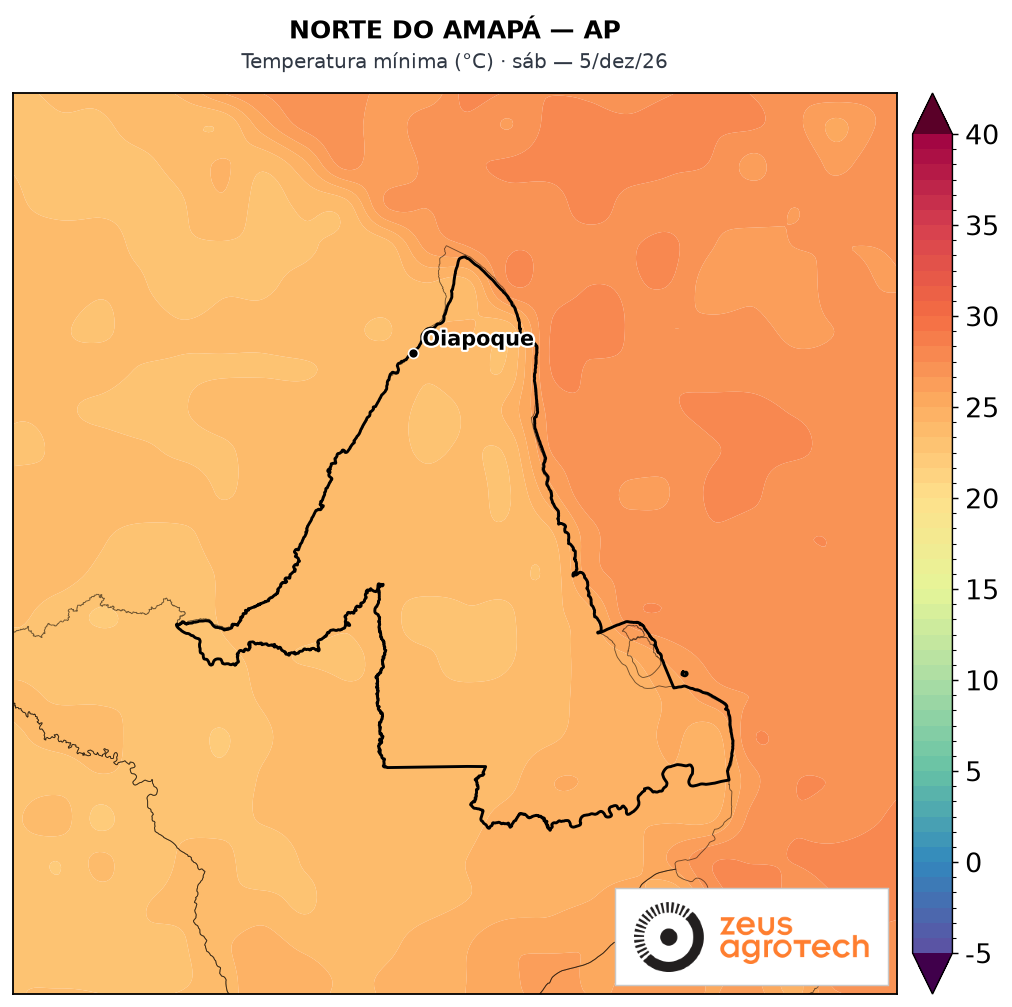 NORTE DO AMAPÁ — AP
Temperatura mínima (°C) · sáb — 5/dez/26
Oiapoque
40
35
30
25
20
15
10
5
0
-5
zeus
agrotech